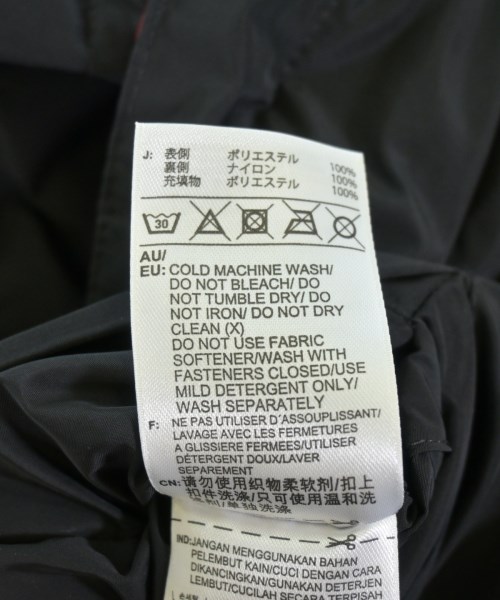 J: 表側 ポリエステル 100%
裏側 ナイロン 100%
充填物 ポリエステル 100%
30
AU/
EU: COLD MACHINE WASH/
DO NOT BLEACH/ DO
NOT TUMBLE DRY/ DO
NOT IRON/ DO NOT DRY
CLEAN (X)
DO NOT USE FABRIC
SOFTENER/WASH WITH
FASTENERS CLOSED/USE
MILD DETERGENT ONLY/
WASH SEPARATELY
F: NE PAS UTILISER D'ASSOUPLISSANT/
LAVAGE AVEC LES FERMETURES
A GLISSIERE FERMEES/UTILISER
DÉTERGENT DOUX/LAVER
SEPAREMENT
CN: 请勿使用织物柔软剂/扣上
扣件洗涤/只可使用温和洗
IND: JANGAN MENGGUNAKAN BAHAN
PELEMBUT KAIN/CUCI DENGAN CARA
DIKANCINGKAN/GUNAKAN DETERJEN
LEMBUT/CUCILAH SECARA TERPISAH